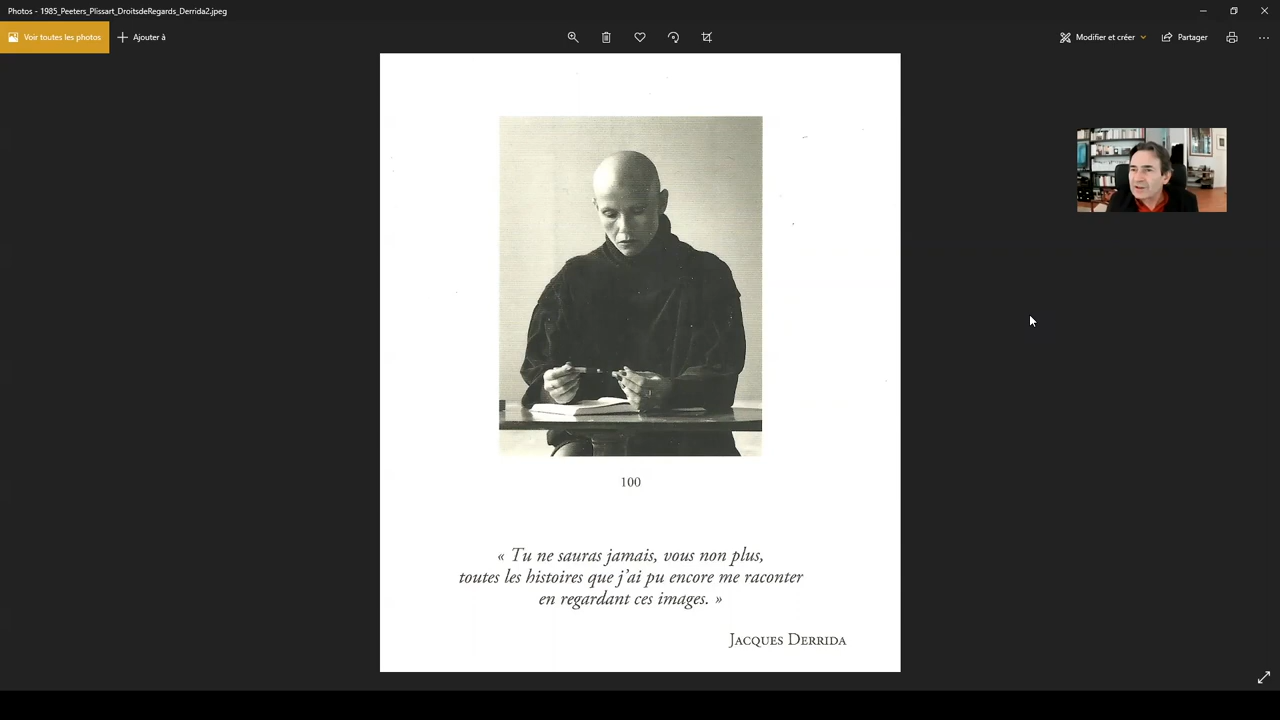 Photos - 1985_Peeters_Plissart_DroitsdeRegards_Derrida2.jpeg
Voir toutes les photos
Ajouter à
Modifier et créer
Partager
100
« Tu ne sauras jamais, vous non plus,
toutes les histoires que j'ai pu encore me raconter
en regardant ces images. »
Jacques Derrida